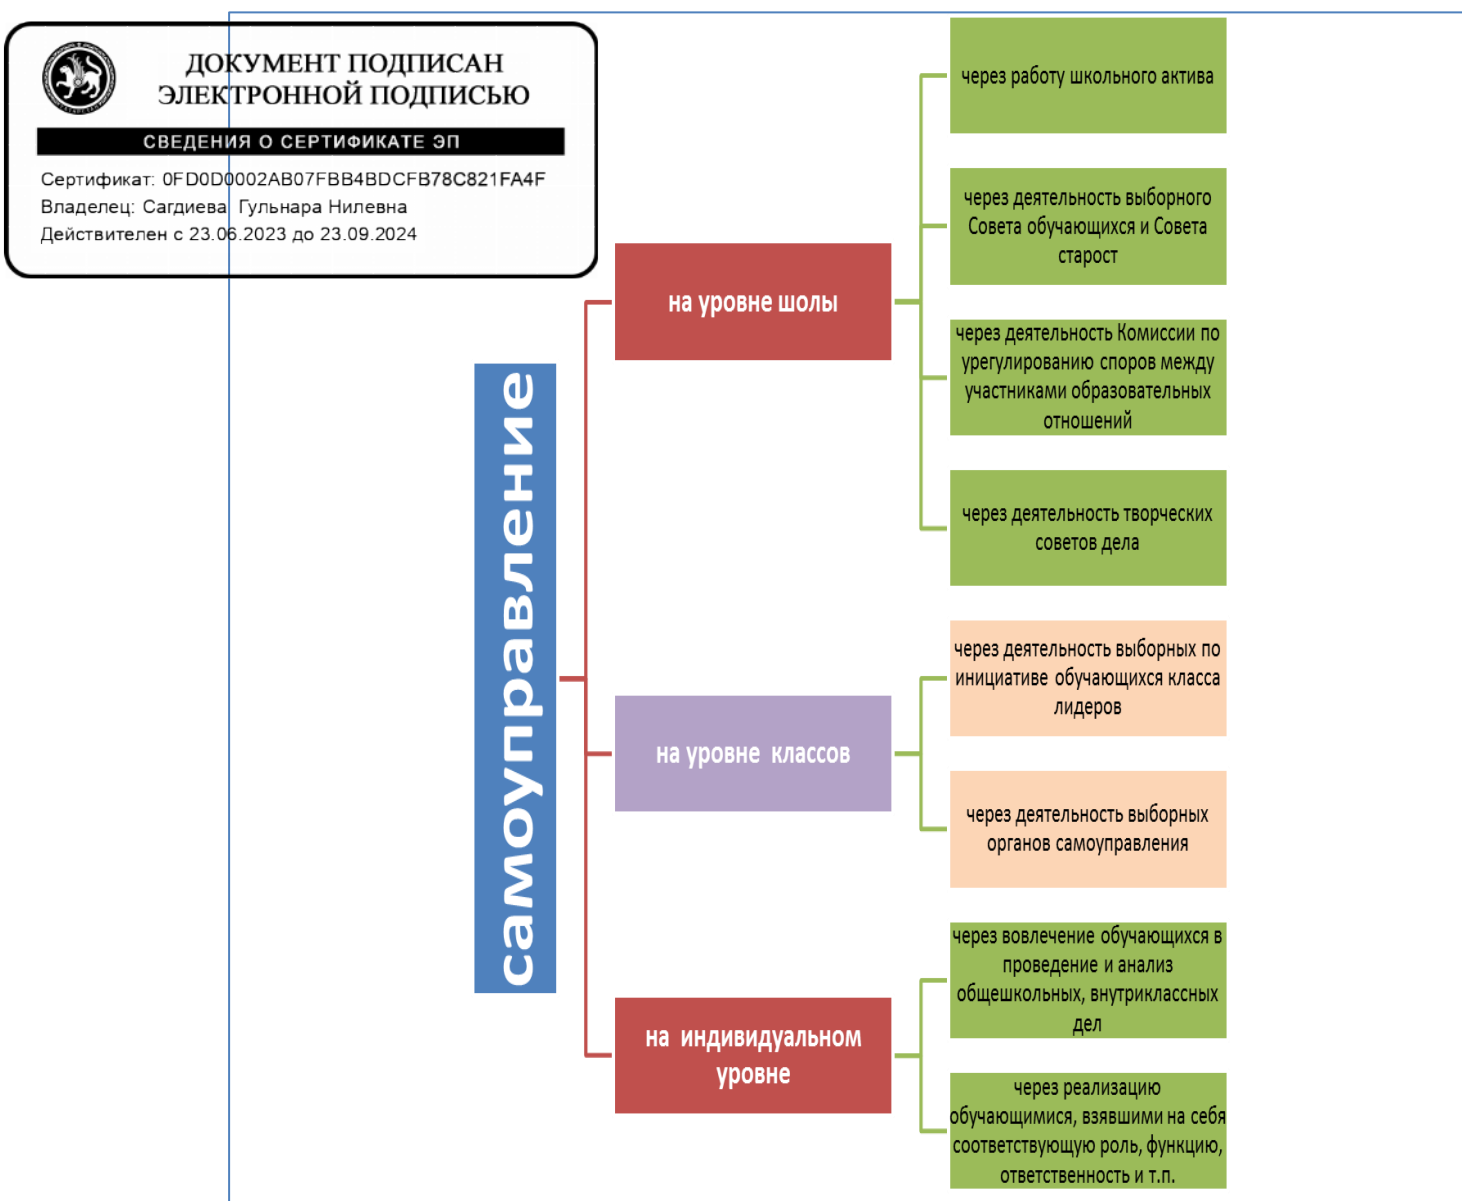 ДОКУМЕНТ ПОДПИСАН
ЭЛЕКТРОННОЙ ПОДПИСЬЮ
СВЕДЕНИЯ О СЕРТИФИКАТЕ ЭП
Сертификат: 0FD0D0002AB07FBB4BDCFB78C821FA4F
Владелец: Сагдиева Гульнара Нилевна
Действителен с 23.06.2023 до 23.09.2024
самоуправление
на уровне шолы
через работу школьного актива
через деятельность выборного
Совета обучающихся и Совета
старост
через деятельность Комиссии по
урегулированию споров между
участниками образовательных
отношений
через деятельность творческих
советов дела
на уровне классов
через деятельность выборных по
инициативе обучающихся класса
лидеров
через деятельность выборных
органов самоуправления
на индивидуальном
уровне
через вовлечение обучающихся в
проведение и анализ
общешкольных, внутриклассных
дел
через реализацию
обучающимися, взявшими на себя
соответствующую роль, функцию,
ответственность и т.п.